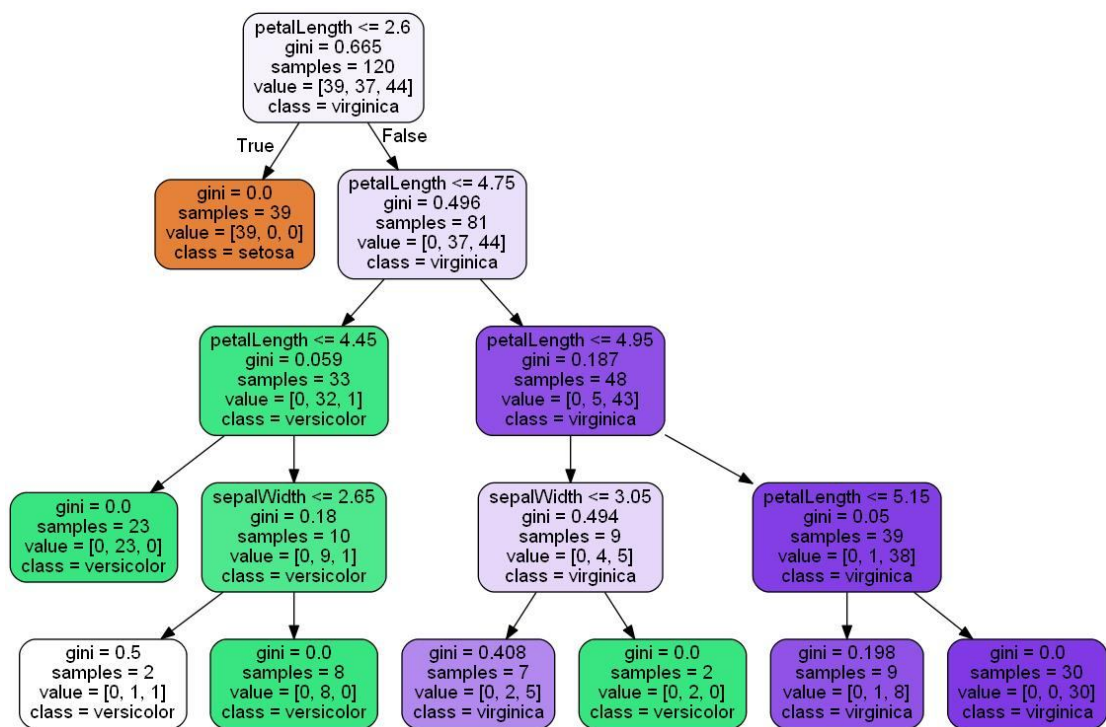 petalLength <= 2.6
gini = 0.665
samples = 120
value = [39, 37, 44]
class = virginica
True
False
gini = 0.0
samples = 39
value = [39, 0, 0]
class = setosa
petalLength <= 4.75
gini = 0.496
samples = 81
value = [0, 37, 44]
class = virginica
petalLength <= 4.45
gini = 0.059
samples = 33
value = [0, 32, 1]
class = versicolor
petalLength <= 4.95
gini = 0.187
samples = 48
value = [0, 5, 43]
class = virginica
gini = 0.0
samples = 23
value = [0, 23, 0]
class = versicolor
sepalWidth <= 2.65
gini = 0.18
samples = 10
value = [0, 9, 1]
class = versicolor
sepalWidth <= 3.05
gini = 0.494
samples = 9
value = [0, 4, 5]
class = virginica
petalLength <= 5.15
gini = 0.05
samples = 39
value = [0, 1, 38]
class = virginica
gini = 0.5
samples = 2
value = [0, 1, 1]
class = versicolor
gini = 0.0
samples = 8
value = [0, 8, 0]
class = versicolor
gini = 0.408
samples = 7
value = [0, 2, 5]
class = virginica
gini = 0.0
samples = 2
value = [0, 2, 0]
class = versicolor
gini = 0.198
samples = 9
value = [0, 1, 8]
class = virginica
gini = 0.0
samples = 30
value = [0, 0, 30]
class = virginica